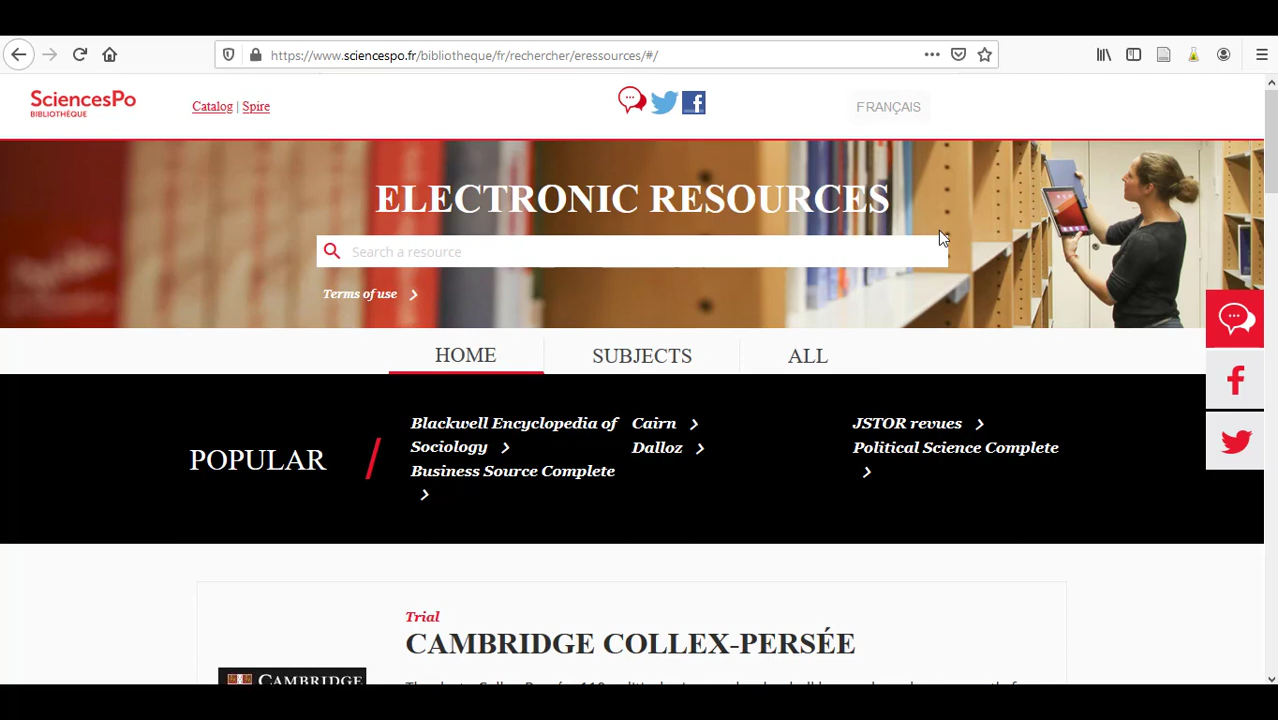 https://www.sciencespo.fr/bibliotheque/fr/rechercher/eressources/#/
SciencesPo
BIBLIOTHÈQUE
Catalog | Spire
FRANÇAIS
ELECTRONIC RESOURCES
Search a resource
Terms of use
HOME
SUBJECTS
ALL
POPULAR
Blackwell Encyclopedia of
Sociology
Business Source Complete
Cairn
Dalloz
JSTOR revues
Political Science Complete
Trial
CAMBRIDGE COLLEX-PERSÉE
CAMBRIDGE